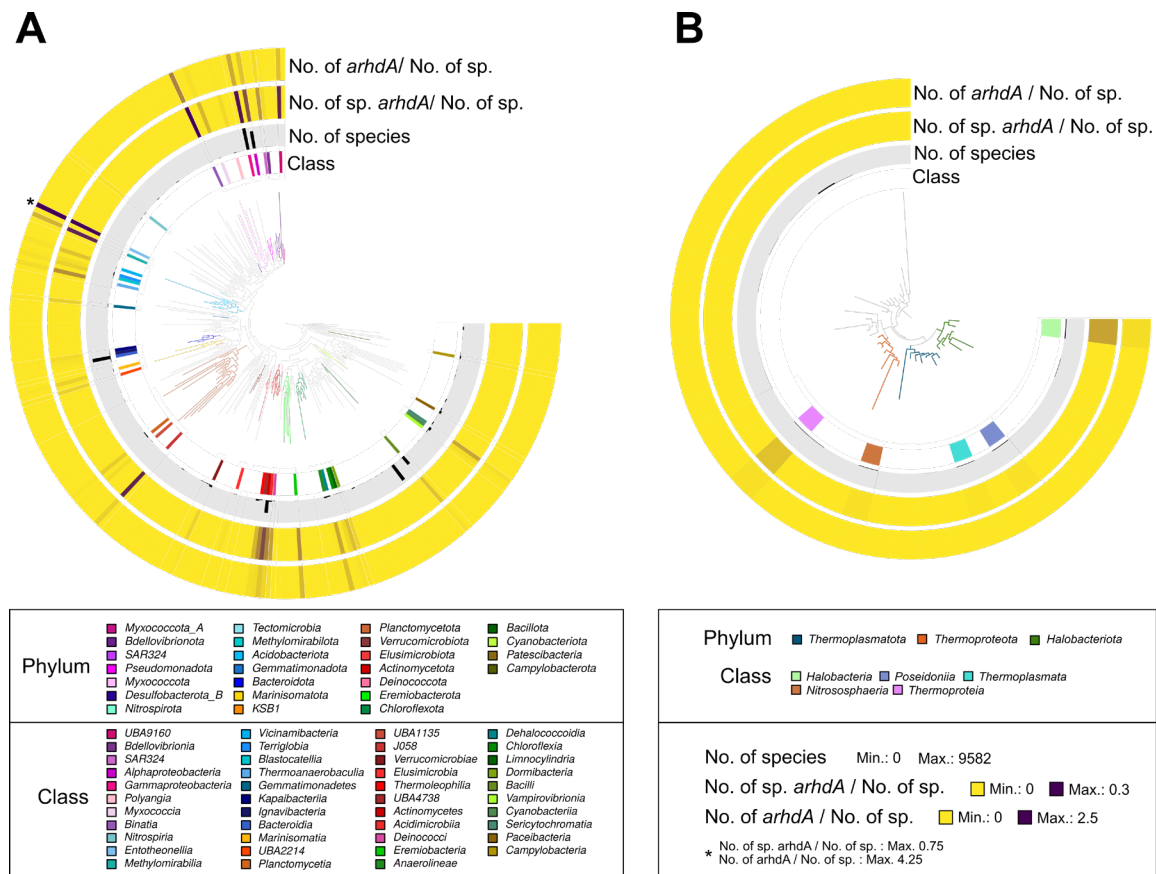 A
No. of arhdA/ No. of sp.
No. of sp. arhdA/ No. of sp.
No. of species
Class
*
B
No. of arhdA / No. of sp.
No. of sp. arhdA / No. of sp.
No. of species
Class
Phylum
Myxococcota_A
Bdellovibrionota
SAR324
Pseudomonadota
Myxococcota
Desulfobacterota_B
Nitrospirota
Tectomicrobia
Methylomirabilota
Acidobacteriota
Gemmatimonadota
Bacteroidota
Marinisomatota
KSB1
Planctomycetota
Verrucomicrobiota
Elusimicrobiota
Actinomycetota
Deinococcota
Eremiobacterota
Chloroflexota
Bacillota
Cyanobacteriota
Patescibacteria
Campylobacterota
Class
UBA9160
Bdellovibrionia
SAR324
Alphaproteobacteria
Gammaproteobacteria
Polyangia
Myxococcia
Binatia
Nitrospiria
Entotheonellia
Methylomirabilia
Vicinamibacteria
Terriglobia
Blastocatellia
Thermoanaerobaculia
Gemmatimonadetes
Kapaibacteriia
Ignavibacteria
Bacteroidia
Marinisomatia
UBA2214
Planctomycetia
UBA1135
J058
Verrucomicrobiae
Elusimicrobia
Thermoleophilia
UBA4738
Actinomycetes
Acidimicrobiia
Deinococci
Eremiobacteria
Anaerolineae
Dehalococcoidia
Chloroflexia
Limnocylindria
Dormibacteria
Bacilli
Vampirovibrionia
Cyanobacteriia
Sericytochromatia
Paceibacteria
Campylobacteria
Phylum
Thermoplasmatota
Thermoproteota
Halobacteriota
Class
Halobacteria
Poseidoniia
Thermoplasmata
Nitrososphaeria
Thermoproteia
No. of species Min.: 0 Max.: 9582
No. of sp. arhdA / No. of sp. Min.: 0 Max.: 0.3
No. of arhdA / No. of sp. Min.: 0 Max.: 2.5
* No. of sp. arhdA / No. of sp. : Max. 0.75
No. of arhdA / No. of sp. : Max. 4.25